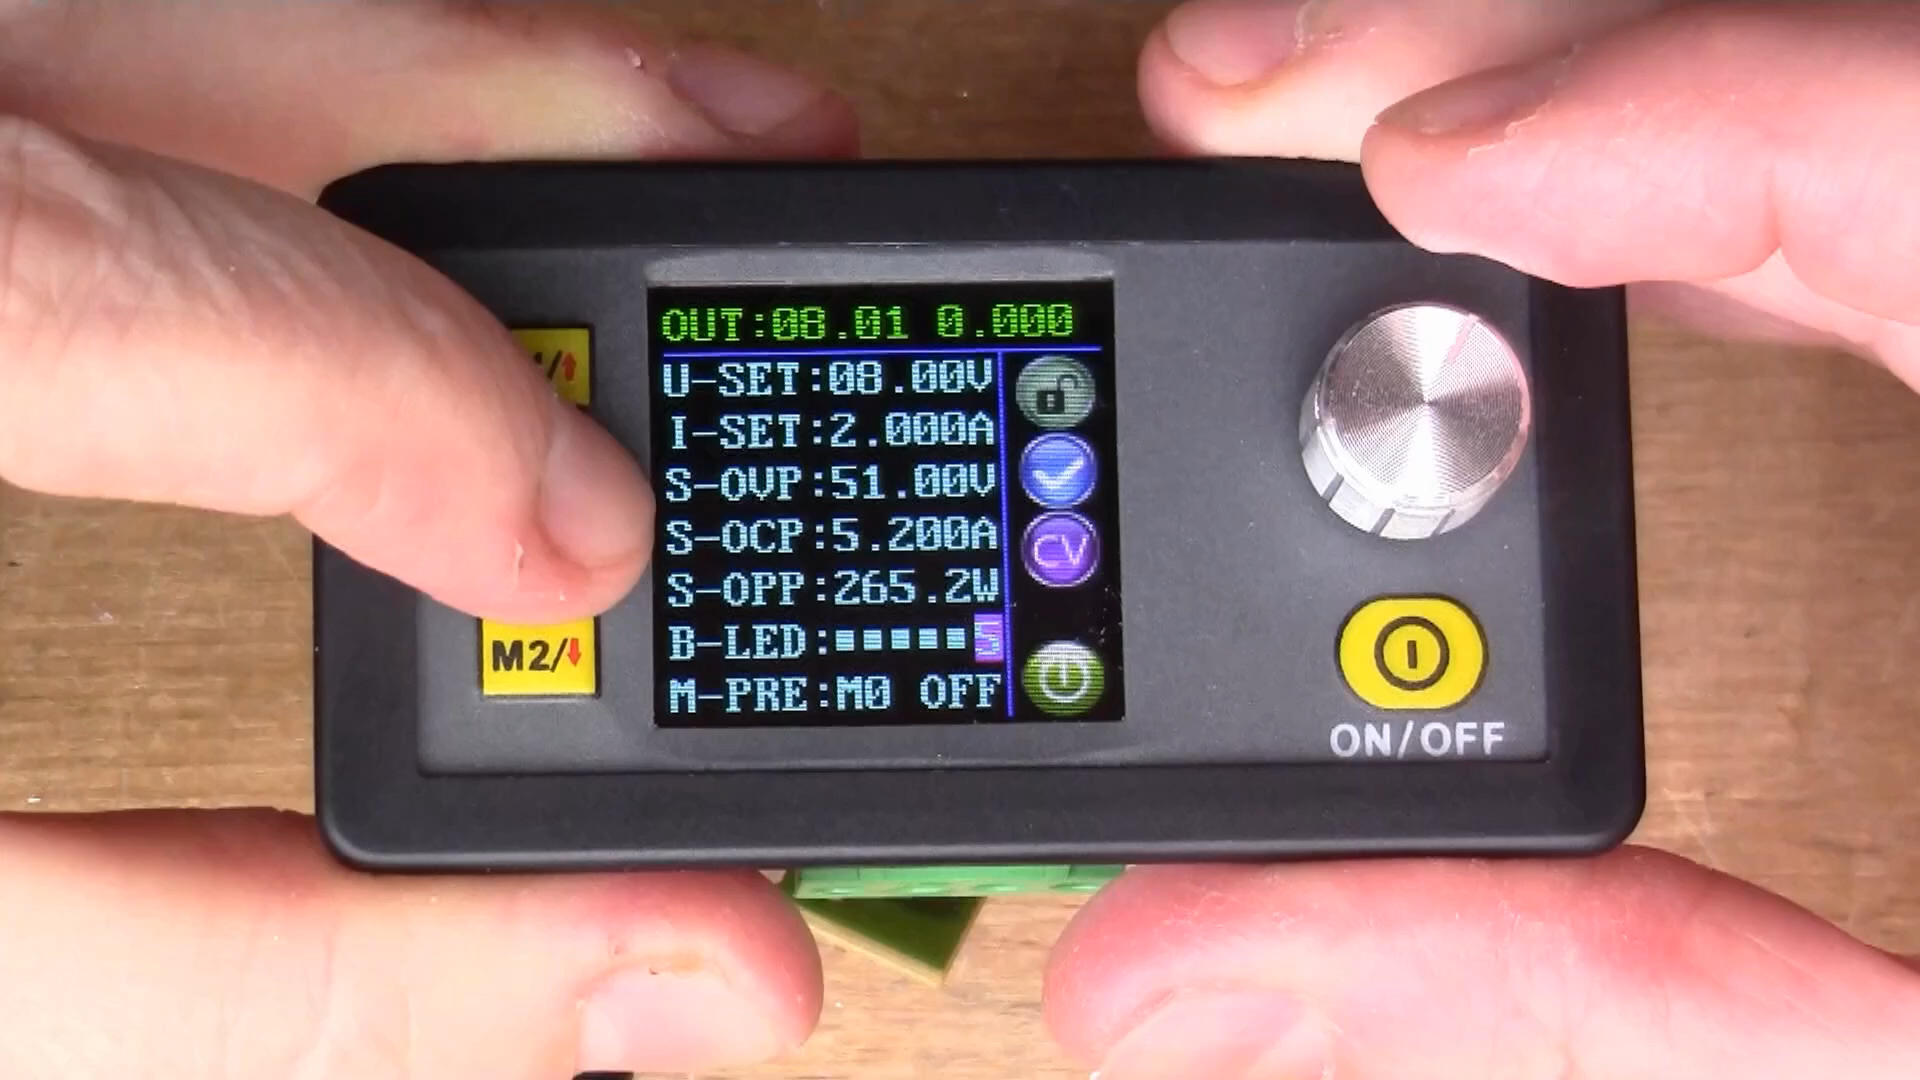 OUT:08.01 0.000
U-SET:08.00V
I-SET:2.000A
S-OVP:51.00V
S-OCP:5.200A
S-OPP:265.2W
B-LED:▪▪▪▪▪5
M-PRE:M0 OFF
CV
M2/↓
ON/OFF